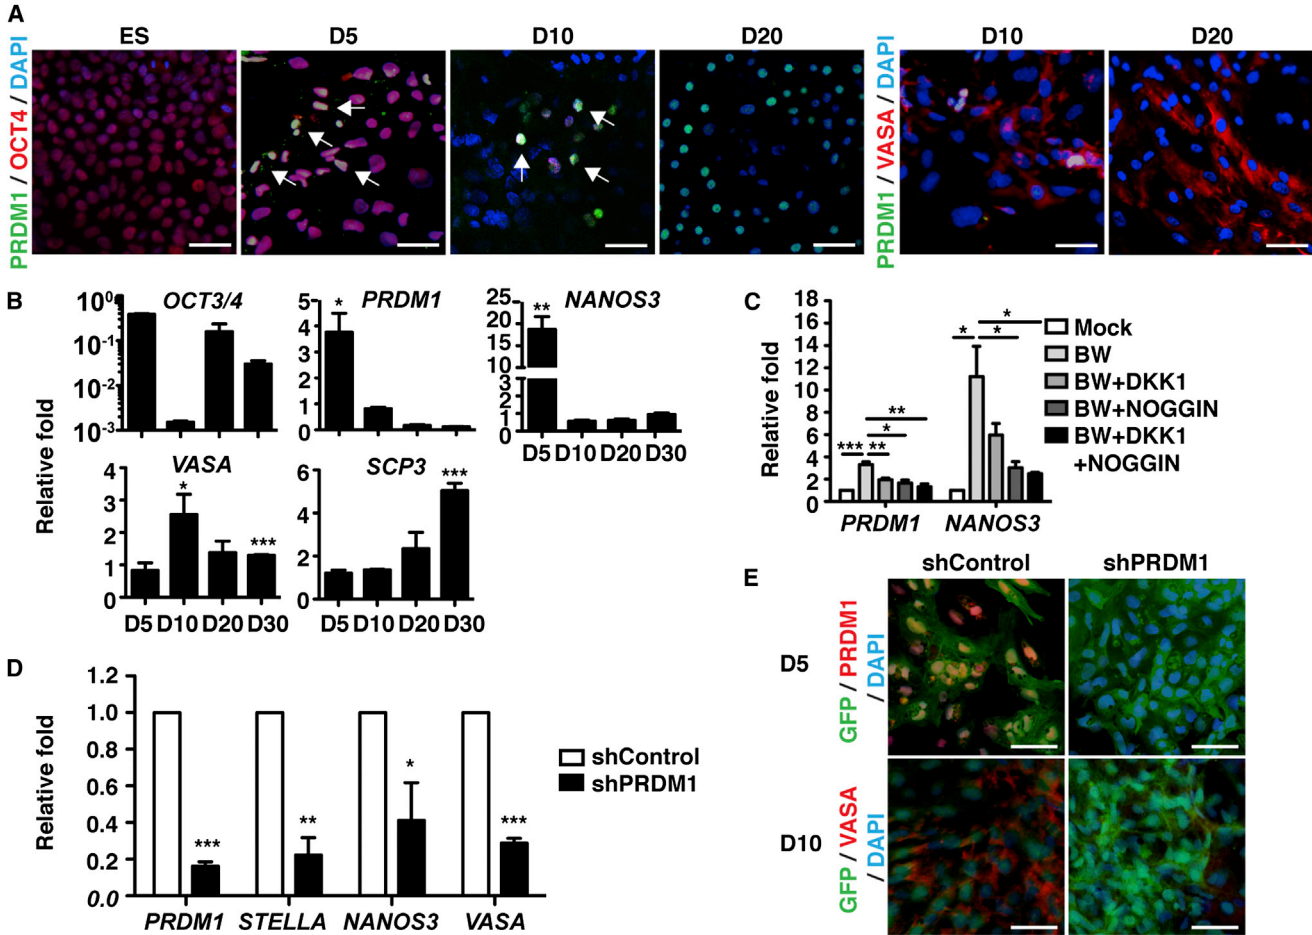 A
ES D5 D10 D20 D10 D20
PRDM1 / OCT4 / DAPI
PRDM1 / VASA / DAPI
B
OCT3/4
10⁰
10⁻¹
10⁻²
10⁻³
PRDM1
5
4
3
2
1
0
*
NANOS3
25
20
15
10
3
2
1
0
**
D5 D10 D20 D30
Relative fold
VASA
4
3
2
1
0
*
***
D5 D10 D20 D30
SCP3
6
4
2
0
***
D5 D10 D20 D30
C
Relative fold
18
16
14
12
10
8
6
4
2
0
*** ** * **
* * *
PRDM1 NANOS3
Mock
BW
BW+DKK1
BW+NOGGIN
BW+DKK1
+NOGGIN
D
Relative fold
1.2
1.0
0.8
0.6
0.4
0.2
0.0
*** ** * ***
PRDM1 STELLA NANOS3 VASA
shControl
shPRDM1
E
shControl shPRDM1
D5
GFP / PRDM1
/ DAPI
D10
GFP / VASA
/ DAPI